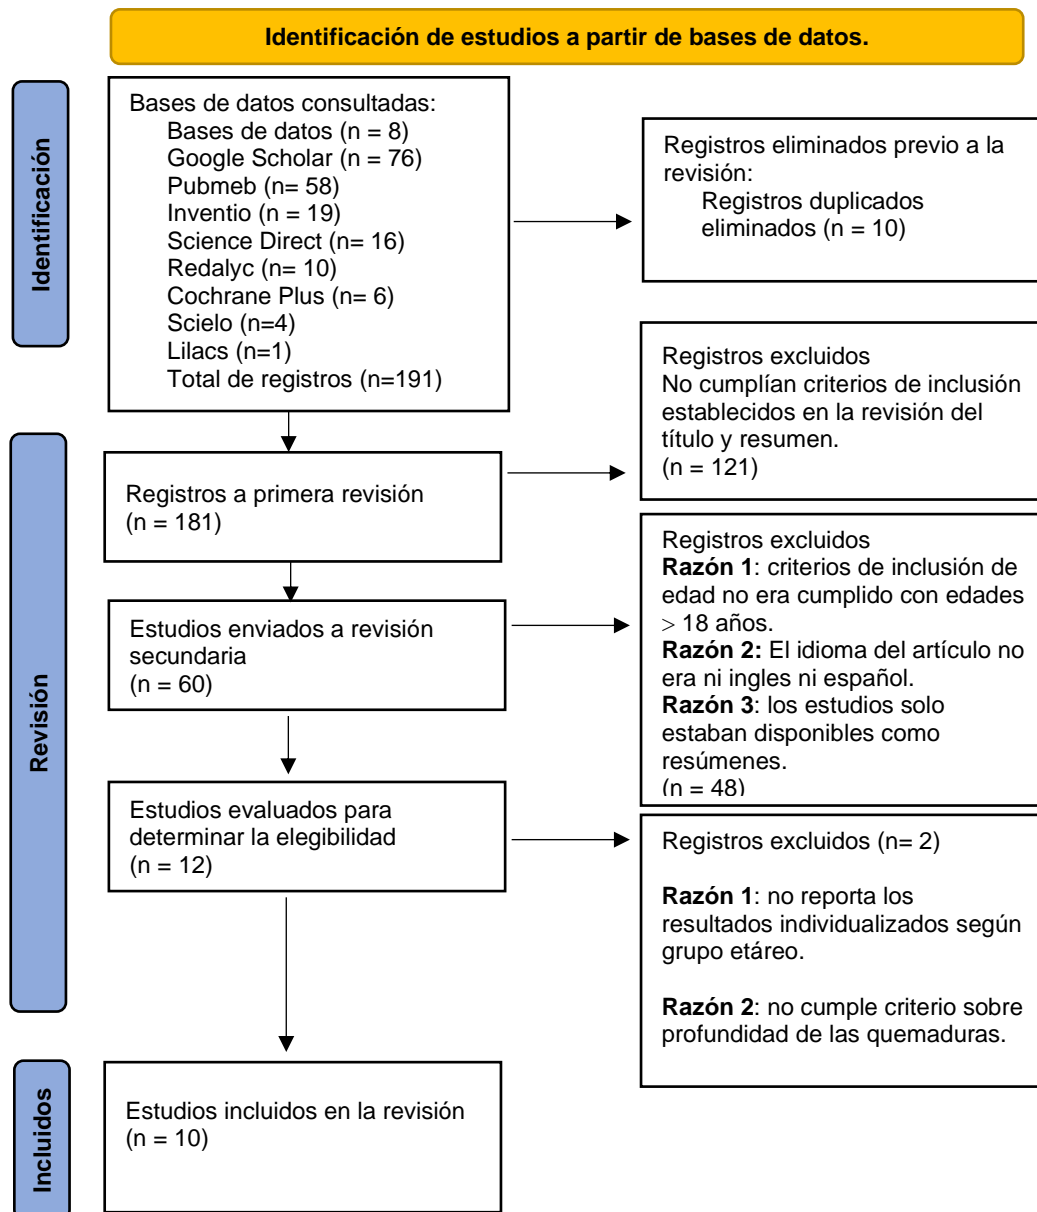 Identificación de estudios a partir de bases de datos.
Identificación
Bases de datos consultadas:
Bases de datos (n = 8)
Google Scholar (n = 76)
Pubmeb (n= 58)
Inventio (n = 19)
Science Direct (n= 16)
Redalyc (n= 10)
Cochrane Plus (n= 6)
Scielo (n=4)
Lilacs (n=1)
Total de registros (n=191)
Registros eliminados previo a la
revisión:
Registros duplicados
eliminados (n = 10)
Revisión
Registros a primera revisión
(n = 181)
Registros excluidos
No cumplían criterios de inclusión
establecidos en la revisión del
título y resumen.
(n = 121)
Estudios enviados a revisión
secundaria
(n = 60)
Registros excluidos
Razón 1: criterios de inclusión de
edad no era cumplido con edades
> 18 años.
Razón 2: El idioma del artículo no
era ni ingles ni español.
Razón 3: los estudios solo
estaban disponibles como
resúmenes.
(n = 48)
Estudios evaluados para
determinar la elegibilidad
(n = 12)
Registros excluidos (n= 2)
Razón 1: no reporta los
resultados individualizados según
grupo etáreo.
Razón 2: no cumple criterio sobre
profundidad de las quemaduras.
Incluidos
Estudios incluidos en la revisión
(n = 10)